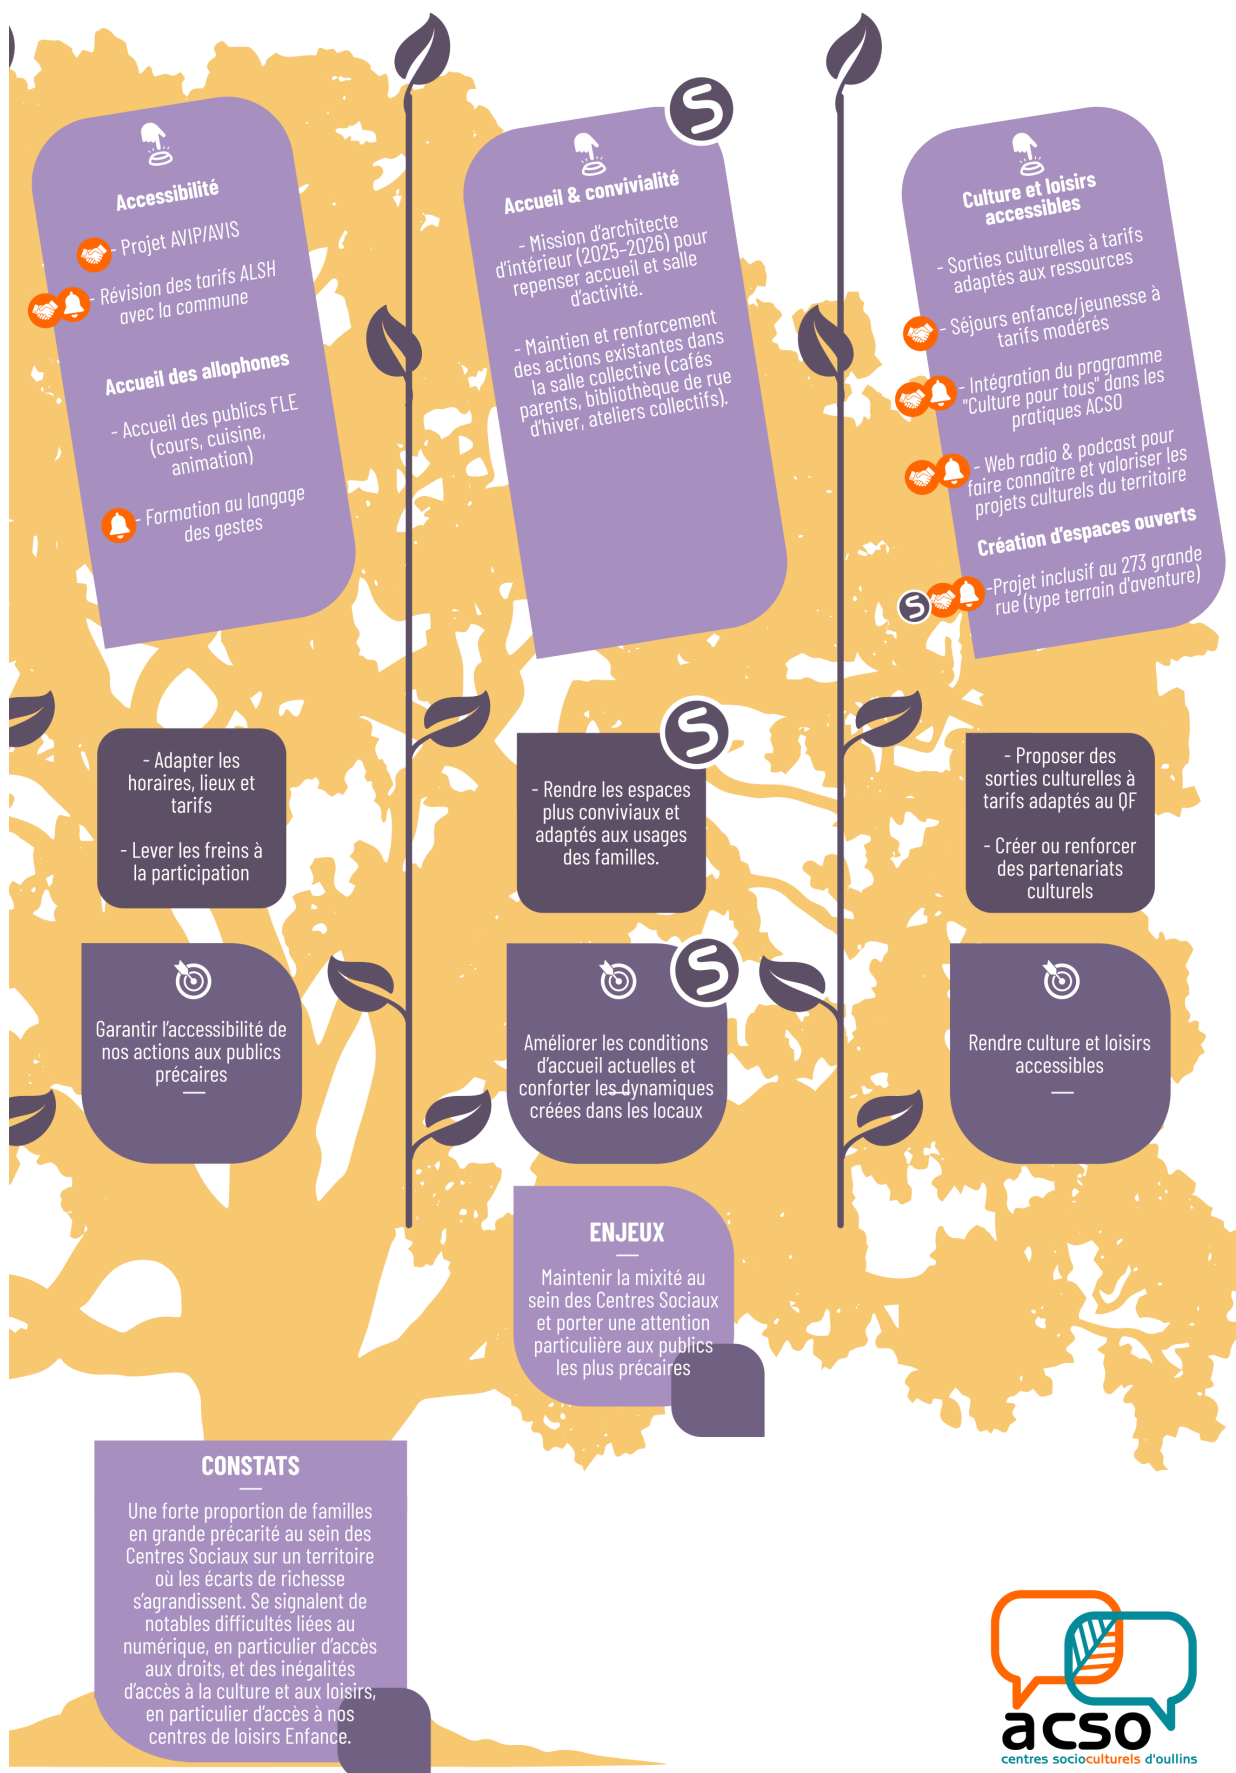 Accessibilité
- Projet AVIP/AVIS
- Révision des tarifs ALSH
avec la commune
Accueil des allophones
- Accueil des publics FLE
(cours, cuisine,
animation)
- Formation au langage
des gestes
- Adapter les
horaires, lieux et
tarifs
- Lever les freins à
la participation
Garantir l'accessibilité de
nos actions aux publics
précaires
S
Accueil & convivialité
- Mission d'architecte
d'intérieur (2025-2026) pour
repenser accueil et salle
d'activité.
- Maintien et renforcement
des actions existantes dans
la salle collective (cafés
parents, bibliothèque de rue
d'hiver, ateliers collectifs).
S
- Rendre les espaces
plus conviviaux et
adaptés aux usages
des familles.
S
Améliorer les conditions
d'accueil actuelles et
conforter les dynamiques
créées dans les locaux
Culture et loisirs
accessibles
- Sorties culturelles à tarifs
adaptés aux ressources
- Séjours enfance/jeunesse à
tarifs modérés
- Intégration du programme
"Culture pour tous" dans les
pratiques ACSO
- Web radio & podcast pour
faire connaître et valoriser les
projets culturels du territoire
Création d'espaces ouverts
S
-Projet inclusif au 273 grande
rue (type terrain d'aventure)
- Proposer des
sorties culturelles à
tarifs adaptés au QF
- Créer ou renforcer
des partenariats
culturels
Rendre culture et loisirs
accessibles
ENJEUX
Maintenir la mixité au
sein des Centres Sociaux
et porter une attention
particulière aux publics
les plus précaires
CONSTATS
Une forte proportion de familles
en grande précarité au sein des
Centres Sociaux sur un territoire
où les écarts de richesse
s'agrandissent. Se signalent de
notables difficultés liées au
numérique, en particulier d'accès
aux droits, et des inégalités
d'accès à la culture et aux loisirs,
en particulier d'accès à nos
centres de loisirs Enfance.
acso
centres socioculturels d'oullins